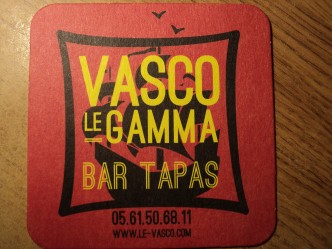 VASCO
LE GAMMA
BAR TAPAS
05.61.50.68.11
WWW.LE-VASCO.COM